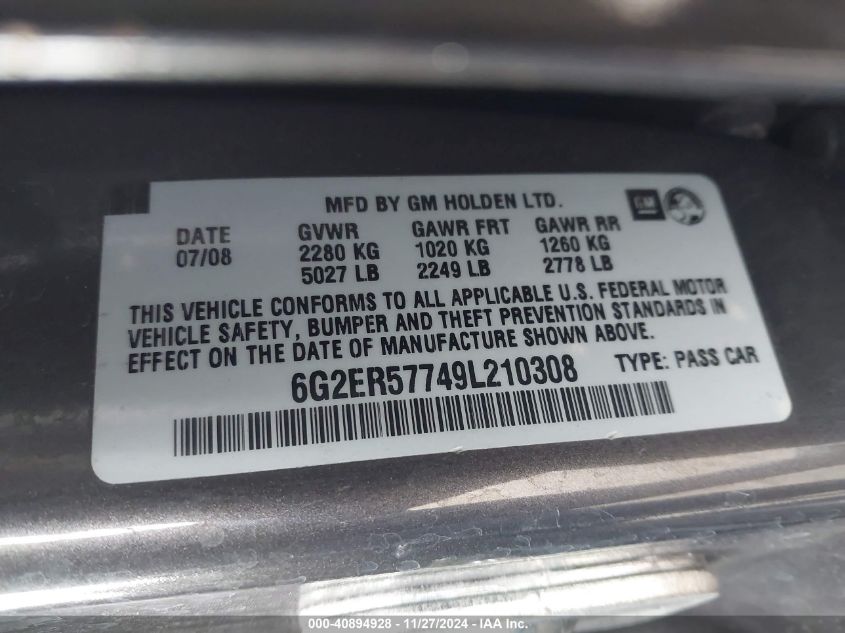 MFD BY GM HOLDEN LTD. GM
DATE GVWR GAWR FRT GAWR RR
07/08 2280 KG 1020 KG 1260 KG
5027 LB 2249 LB 2778 LB
THIS VEHICLE CONFORMS TO ALL APPLICABLE U.S. FEDERAL MOTOR
VEHICLE SAFETY, BUMPER AND THEFT PREVENTION STANDARDS IN
EFFECT ON THE DATE OF MANUFACTURE SHOWN ABOVE.
6G2ER57749L210308 TYPE: PASS CAR
000-40894928 - 11/27/2024 - IAA Inc.